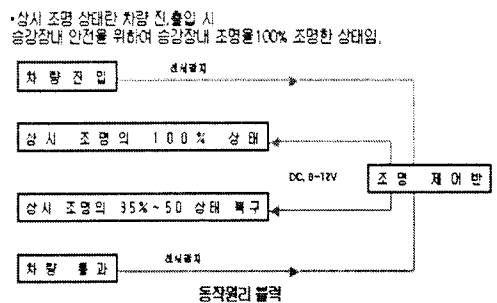 •상시 조명 상태란 차량 진.출입 시
승강장내 안전을 위하여 승강장내 조명을100% 조명한 상태임.
센서감지
차 량 진 입
상 시 조 명 의 1 0 0 % 상 태
DC, 0~12V
조 명 제 어 반
상 시 조 명 의 35%~50 상 태 복 구
센서감지
차 량 통 과
동작원리 블럭